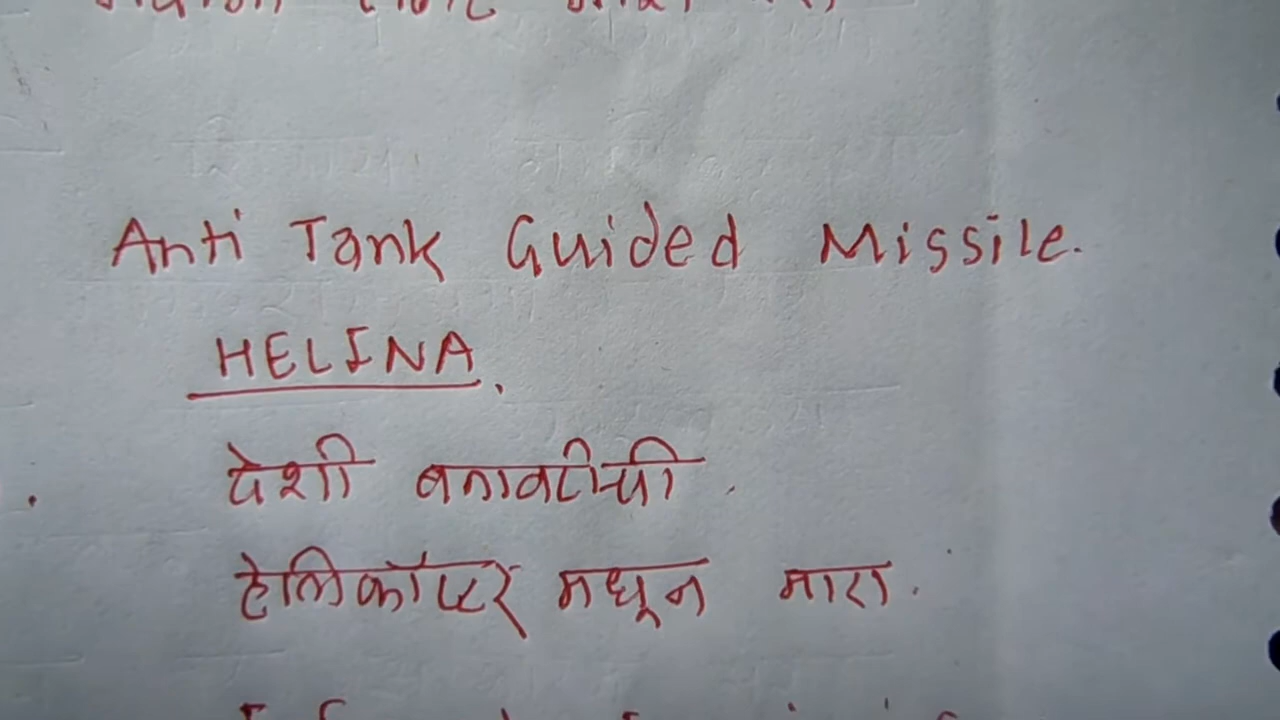 Anti Tank Guided Missile.
HELINA.
देशी बनावटीची.
हेलिकॉप्टर मधून मारा.